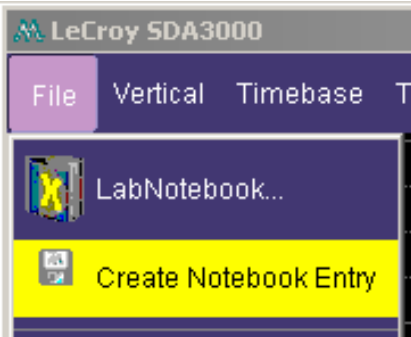 LeCroy SDA3000
File Vertical Timebase T
LabNotebook...
Create Notebook Entry